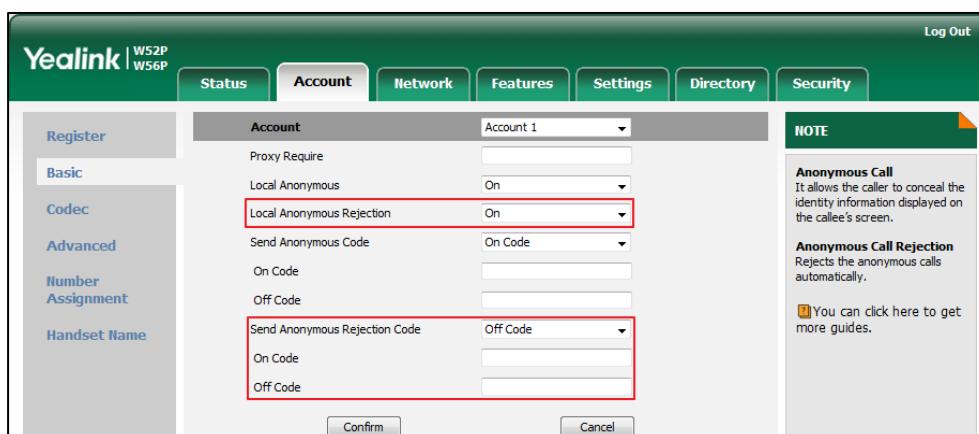 Log Out
Yealink W52P W56P
Status Account Network Features Settings Directory Security
Register
Basic
Codec
Advanced
Number
Assignment
Handset Name
Account Account 1
Proxy Require
Local Anonymous On
Local Anonymous Rejection On
Send Anonymous Code On Code
On Code
Off Code
Send Anonymous Rejection Code Off Code
On Code
Off Code
Confirm Cancel
NOTE
Anonymous Call
It allows the caller to conceal the
identity information displayed on
the callee's screen.
Anonymous Call Rejection
Rejects the anonymous calls
automatically.
You can click here to get
more guides.